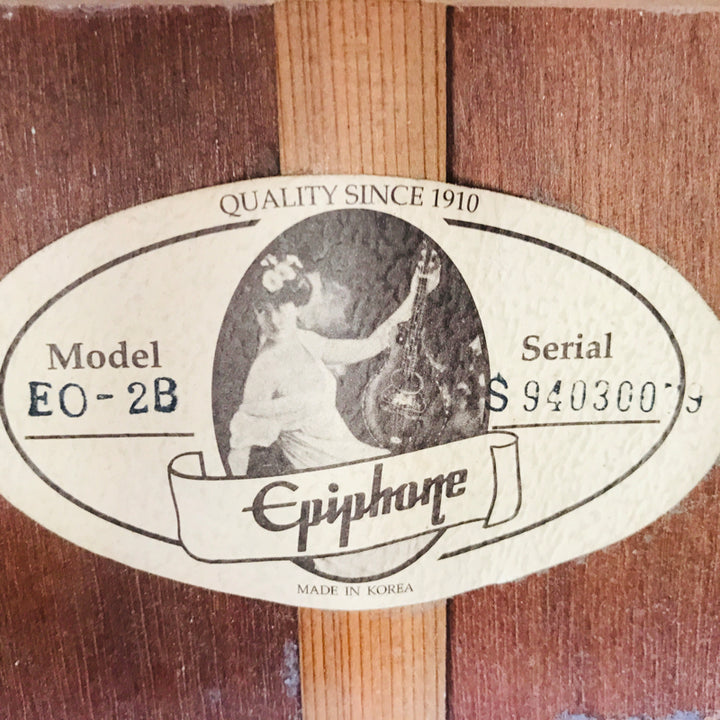 QUALITY SINCE 1910
Model
EO-2B
Serial
Epiphone
MADE IN KOREA